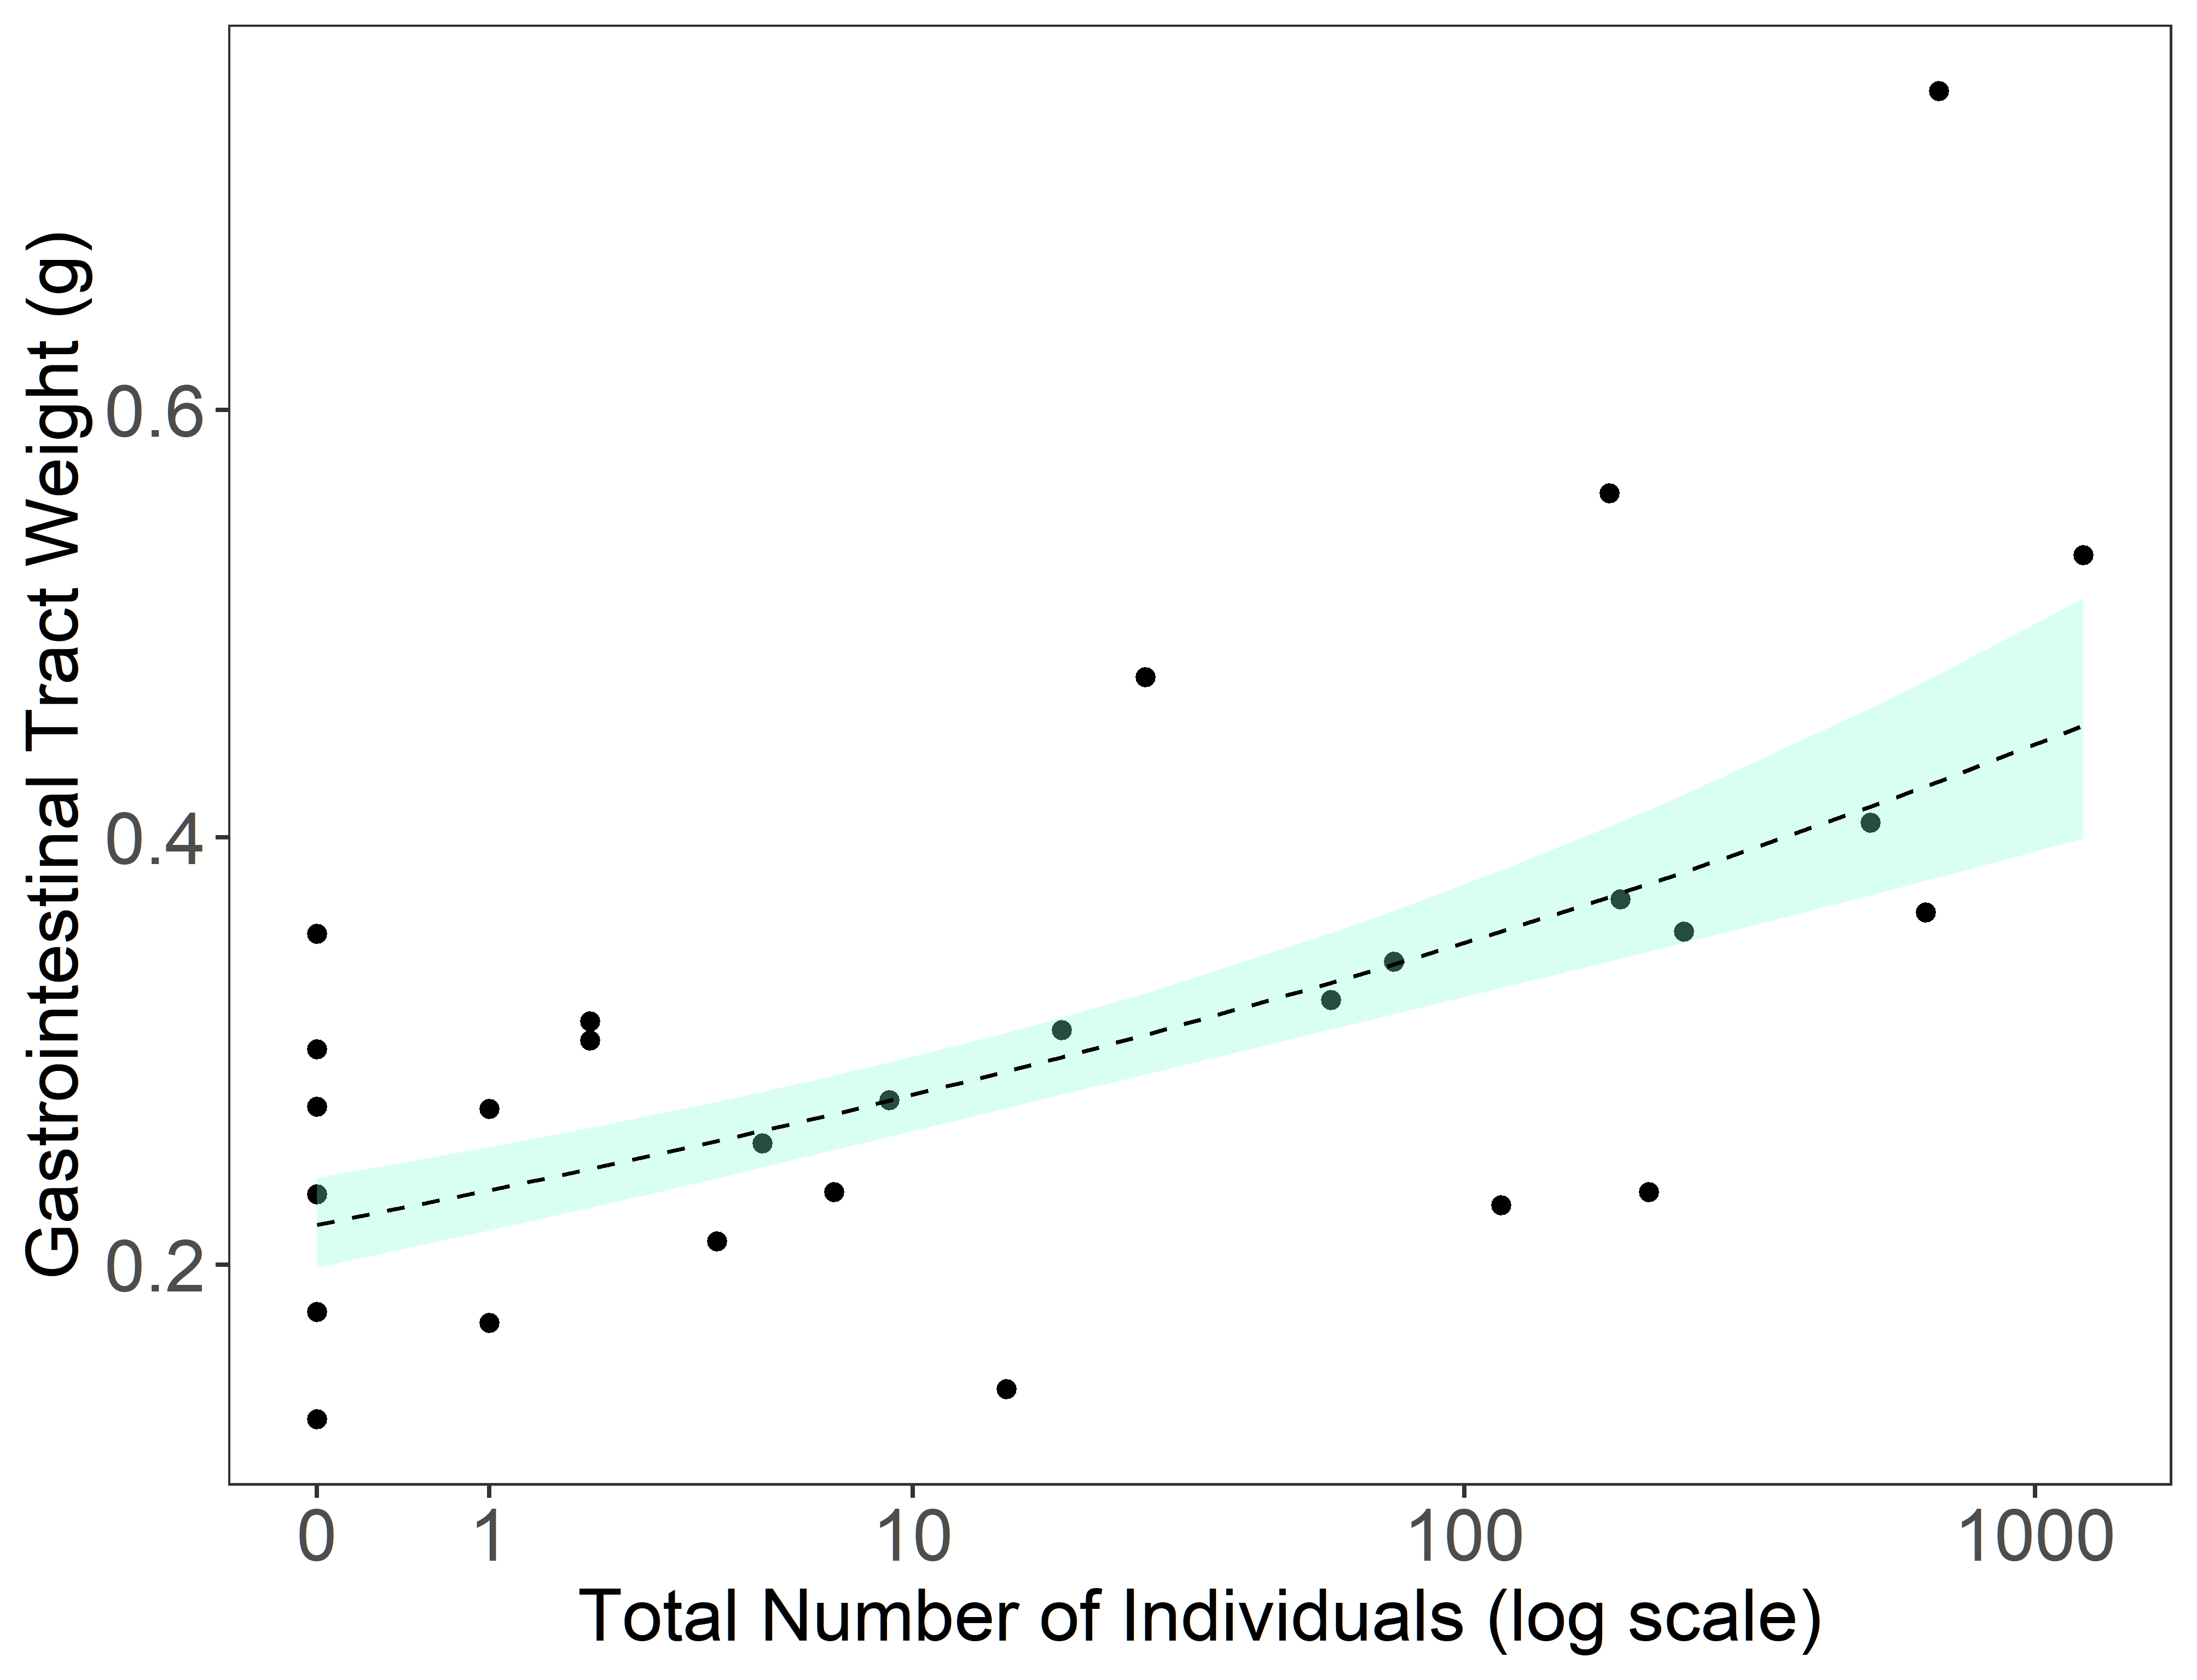 Gastrointestinal Tract Weight (g)
0.6
0.4
0.2
0 1 10 100 1000
Total Number of Individuals (log scale)